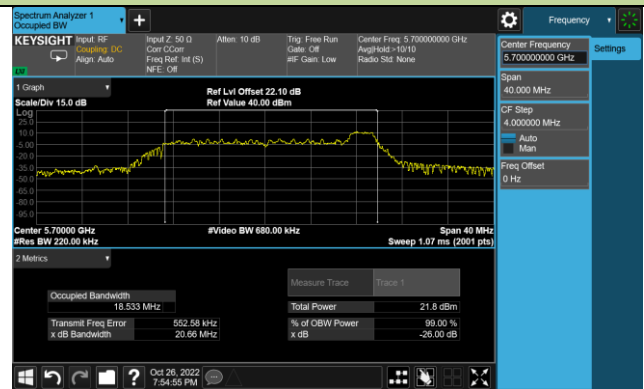 Spectrum Analyzer 1
Occupied BW
Frequency
KEYSIGHT
Input: RF
Coupling: DC
Align: Auto
Input Z: 50 Ω
Corr CCorr
Freq Ref: Int (S)
NFE: Off
Atten: 10 dB
Trig: Free Run
Gate: Off
#IF Gain: Low
Center Freq: 5.700000000 GHz
Avg|Hold:>10/10
Radio Std: None
Center Frequency
5.700000000 GHz
Settings
Span
40.000 MHz
CF Step
4.000000 MHz
Auto
Man
Freq Offset
0 Hz
1 Graph
Scale/Div 15.0 dB
Ref Lvl Offset 22.10 dB
Ref Value 40.00 dBm
Log
25.0
10.0
-5.00
-20.0
-35.0
-50.0
-65.0
-80.0
-95.0
Center 5.70000 GHz
#Video BW 680.00 kHz
Span 40 MHz
#Res BW 220.00 kHz
Sweep 1.07 ms (2001 pts)
2 Metrics
Measure Trace
Trace 1
Occupied Bandwidth
18.533 MHz
Total Power
21.8 dBm
Transmit Freq Error
552.58 kHz
% of OBW Power
99.00 %
x dB Bandwidth
20.66 MHz
x dB
-26.00 dB
Oct 26, 2022
7:54:55 PM